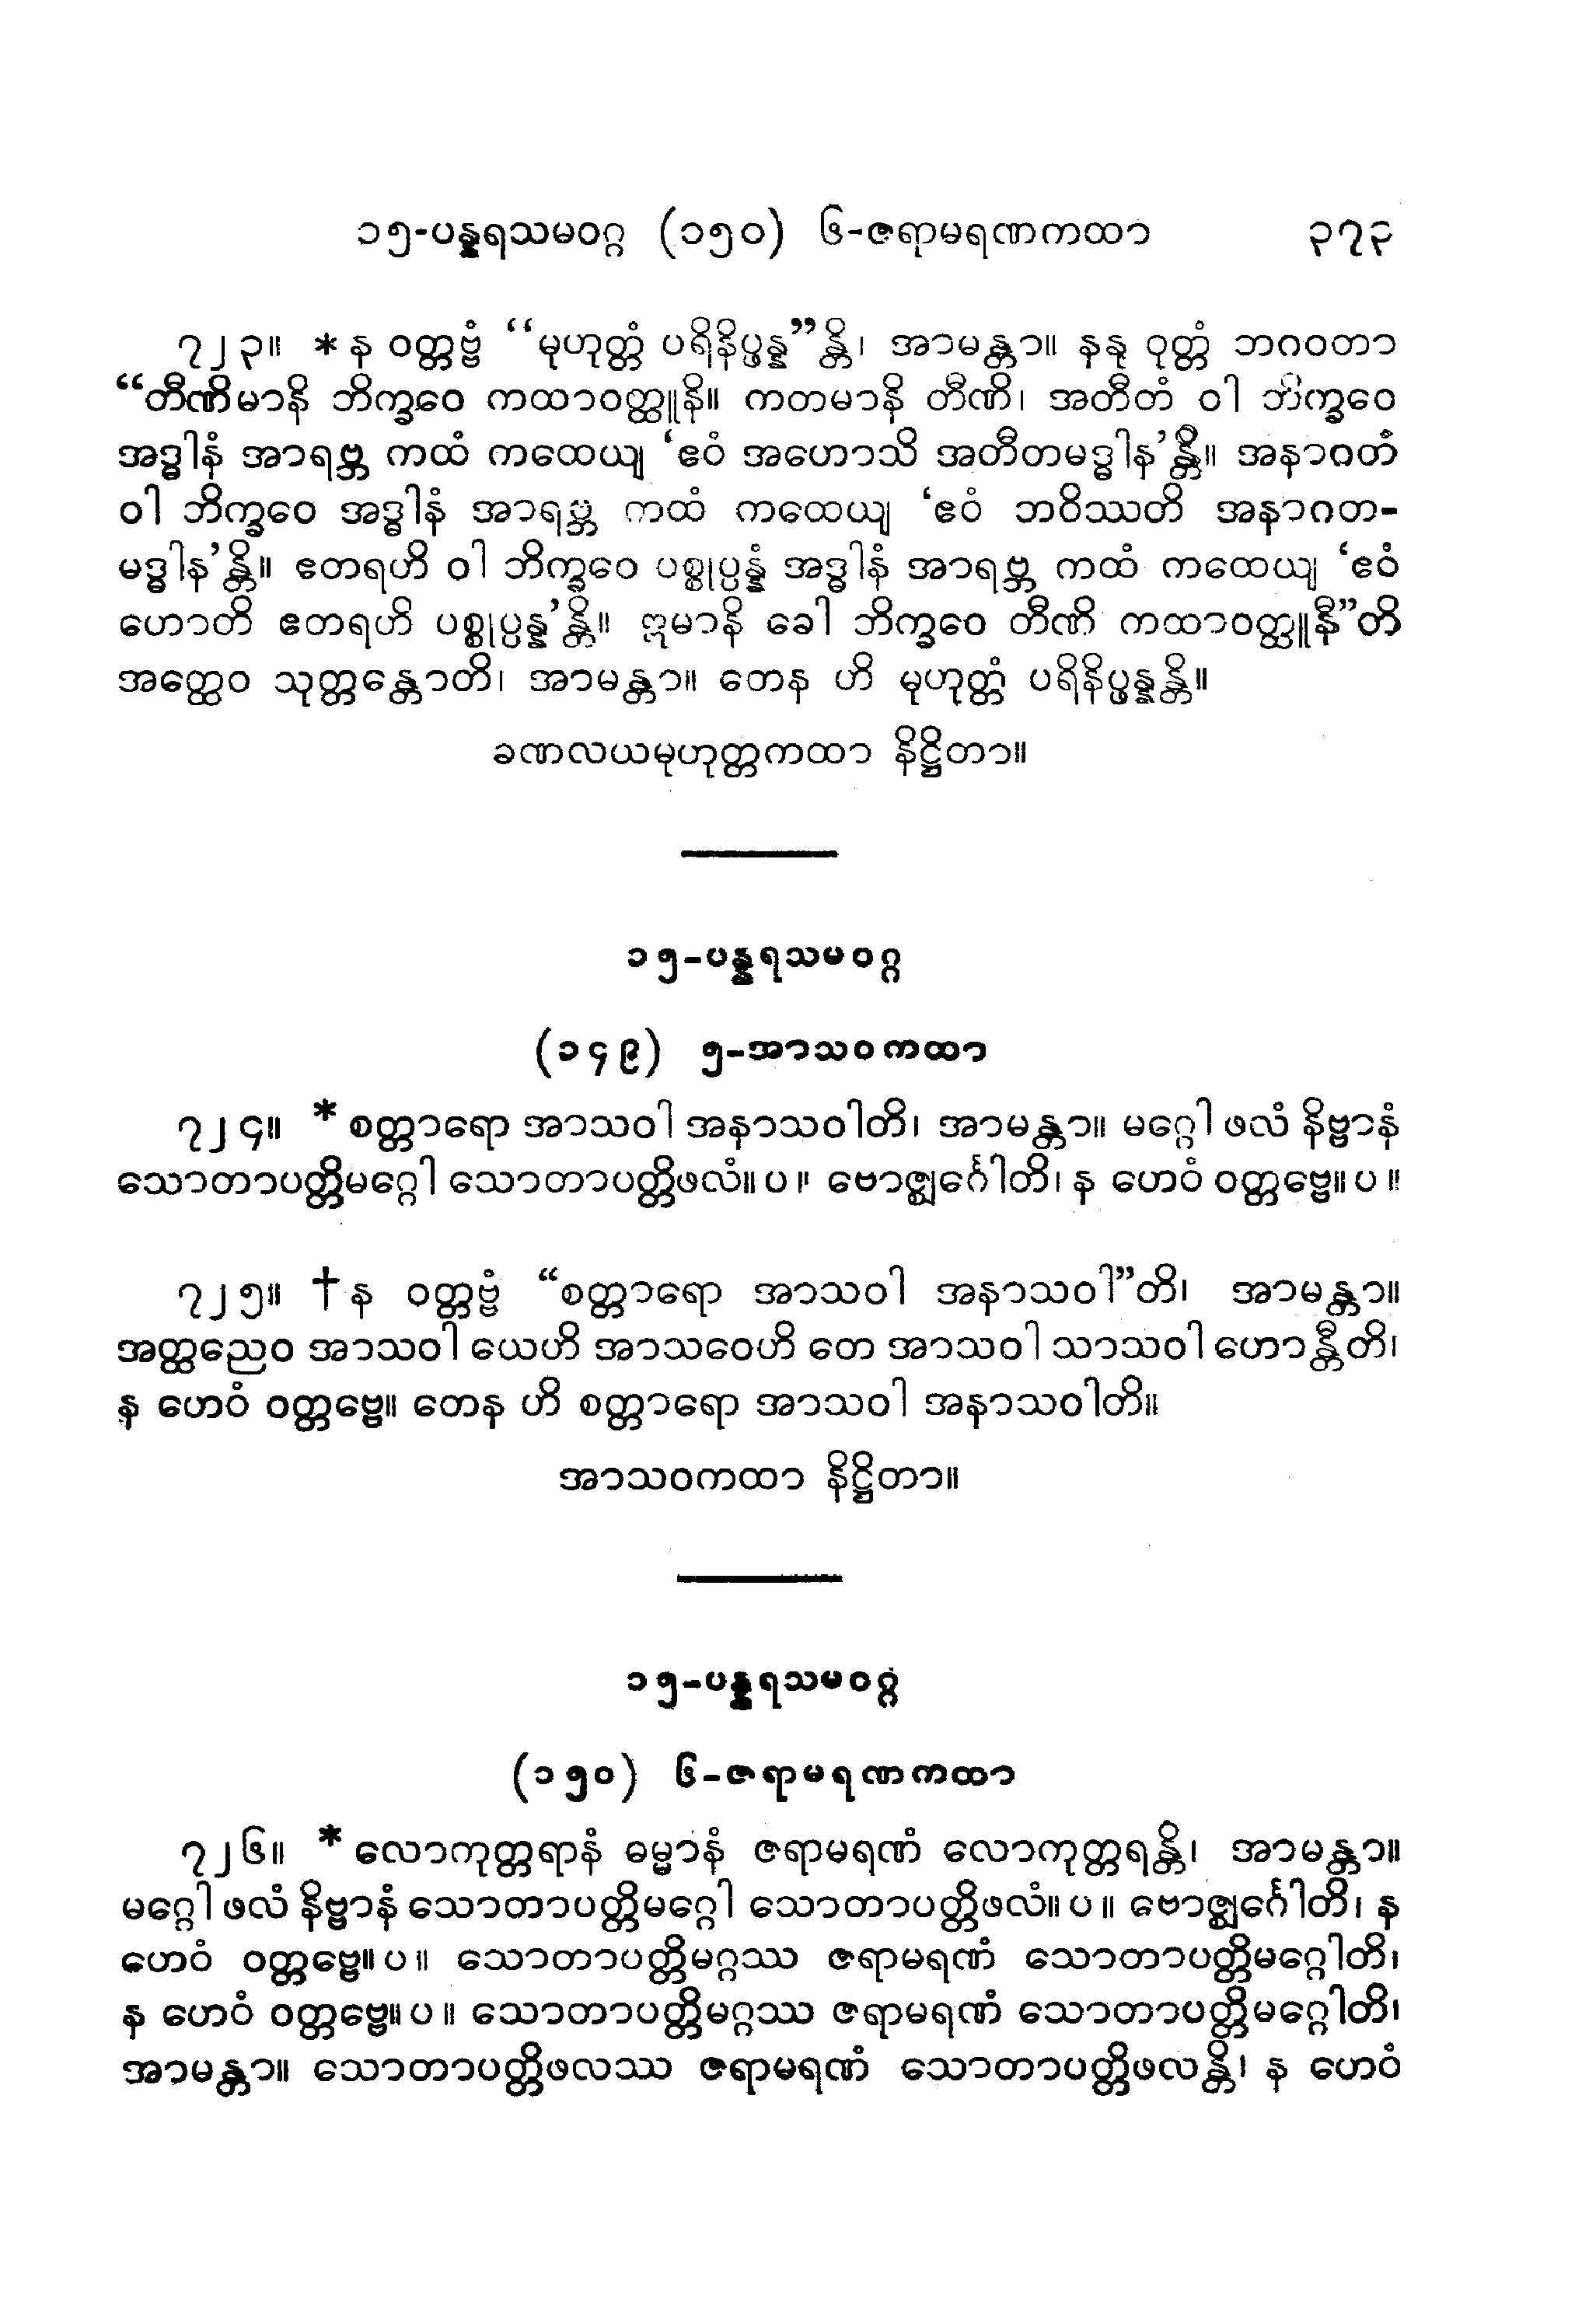 ၁၅-ပန္နရသမဝဂ္ဂ (၁၅၀) ၆-ဇရာမရဏကထာ ၃၇၃
၇၂၃။ * န ဝတ္တဗ္ဗံ “မုဟုတ္တံ ပရိနိပ္ဖန္န”န္တိ၊ အာမန္တာ။ နနု ဝုတ္တံ ဘဂဝတာ
“တီဏိမာနိ ဘိက္ခဝေ ကထာဝတ္ထူနိ။ ကတမာနိ တီဏိ၊ အတီတံ ဝါ ဘိက္ခဝေ
အဒ္ဓါနံ အာရဗ္ဘ ကထံ ကထေယျ ‘ဧဝံ အဟောသိ အတီတမဒ္ဓါန’န္တိ။ အနာဂတံ
ဝါ ဘိက္ခဝေ အဒ္ဓါနံ အာရဗ္ဘ ကထံ ကထေယျ ‘ဧဝံ ဘဝိဿတိ အနာဂတ-
မဒ္ဓါန’န္တိ။ ဧတရဟိ ဝါ ဘိက္ခဝေ ပစ္စုပ္ပန္နံ အဒ္ဓါနံ အာရဗ္ဘ ကထံ ကထေယျ ‘ဧဝံ
ဟောတိ ဧတရဟိ ပစ္စုပ္ပန္န’န္တိ။ ဣမာနိ ခေါ ဘိက္ခဝေ တီဏိ ကထာဝတ္ထူနီ”တိ
အတ္ထေဝ သုတ္တန္တောတိ၊ အာမန္တာ။ တေန ဟိ မုဟုတ္တံ ပရိနိပ္ဖန္နန္တိ။
ခဏလယမုဟုတ္တကထာ နိဋ္ဌိတာ။
၁၅-ပန္နရသမဝဂ္ဂ
(၁၄၉) ၅-အာသဝကထာ
၇၂၄။ * စတ္တာရော အာသဝါ အနာသဝါတိ၊ အာမန္တာ။ မဂ္ဂေါ ဖလံ နိဗ္ဗာနံ
သောတာပတ္တိမဂ္ဂေါ သောတာပတ္တိဖလံ။ ပ ။ ဗောဇ္ဈင်္ဂေါတိ၊ န ဟေဝံ ဝတ္တဗ္ဗေ။ ပ ။
၇၂၅။ † န ဝတ္တဗ္ဗံ “စတ္တာရော အာသဝါ အနာသဝါ”တိ၊ အာမန္တာ။
အတ္ထညေဝ အာသဝါ ယေဟိ အာသဝေဟိ တေ အာသဝါ သာသဝါ ဟောန္တီတိ၊
န ဟေဝံ ဝတ္တဗ္ဗေ။ တေန ဟိ စတ္တာရော အာသဝါ အနာသဝါတိ။
အာသဝကထာ နိဋ္ဌိတာ။
၁၅-ပန္နရသမဝဂ္ဂ
(၁၅၀) ၆-ဇရာမရဏကထာ
၇၂၆။ * လောကုတ္တရာနံ ဓမ္မာနံ ဇရာမရဏံ လောကုတ္တရန္တိ၊ အာမန္တာ။
မဂ္ဂေါ ဖလံ နိဗ္ဗာနံ သောတာပတ္တိမဂ္ဂေါ သောတာပတ္တိဖလံ။ ပ ။ ဗောဇ္ဈင်္ဂေါတိ၊ န
ဟေဝံ ဝတ္တဗ္ဗေ။ ပ ။ သောတာပတ္တိမဂ္ဂဿ ဇရာမရဏံ သောတာပတ္တိမဂ္ဂေါတိ၊
န ဟေဝံ ဝတ္တဗ္ဗေ။ ပ ။ သောတာပတ္တိမဂ္ဂဿ ဇရာမရဏံ သောတာပတ္တိမဂ္ဂေါတိ၊
အာမန္တာ။ သောတာပတ္တိဖလဿ ဇရာမရဏံ သောတာပတ္တိဖလန္တိ၊ န ဟေဝံ